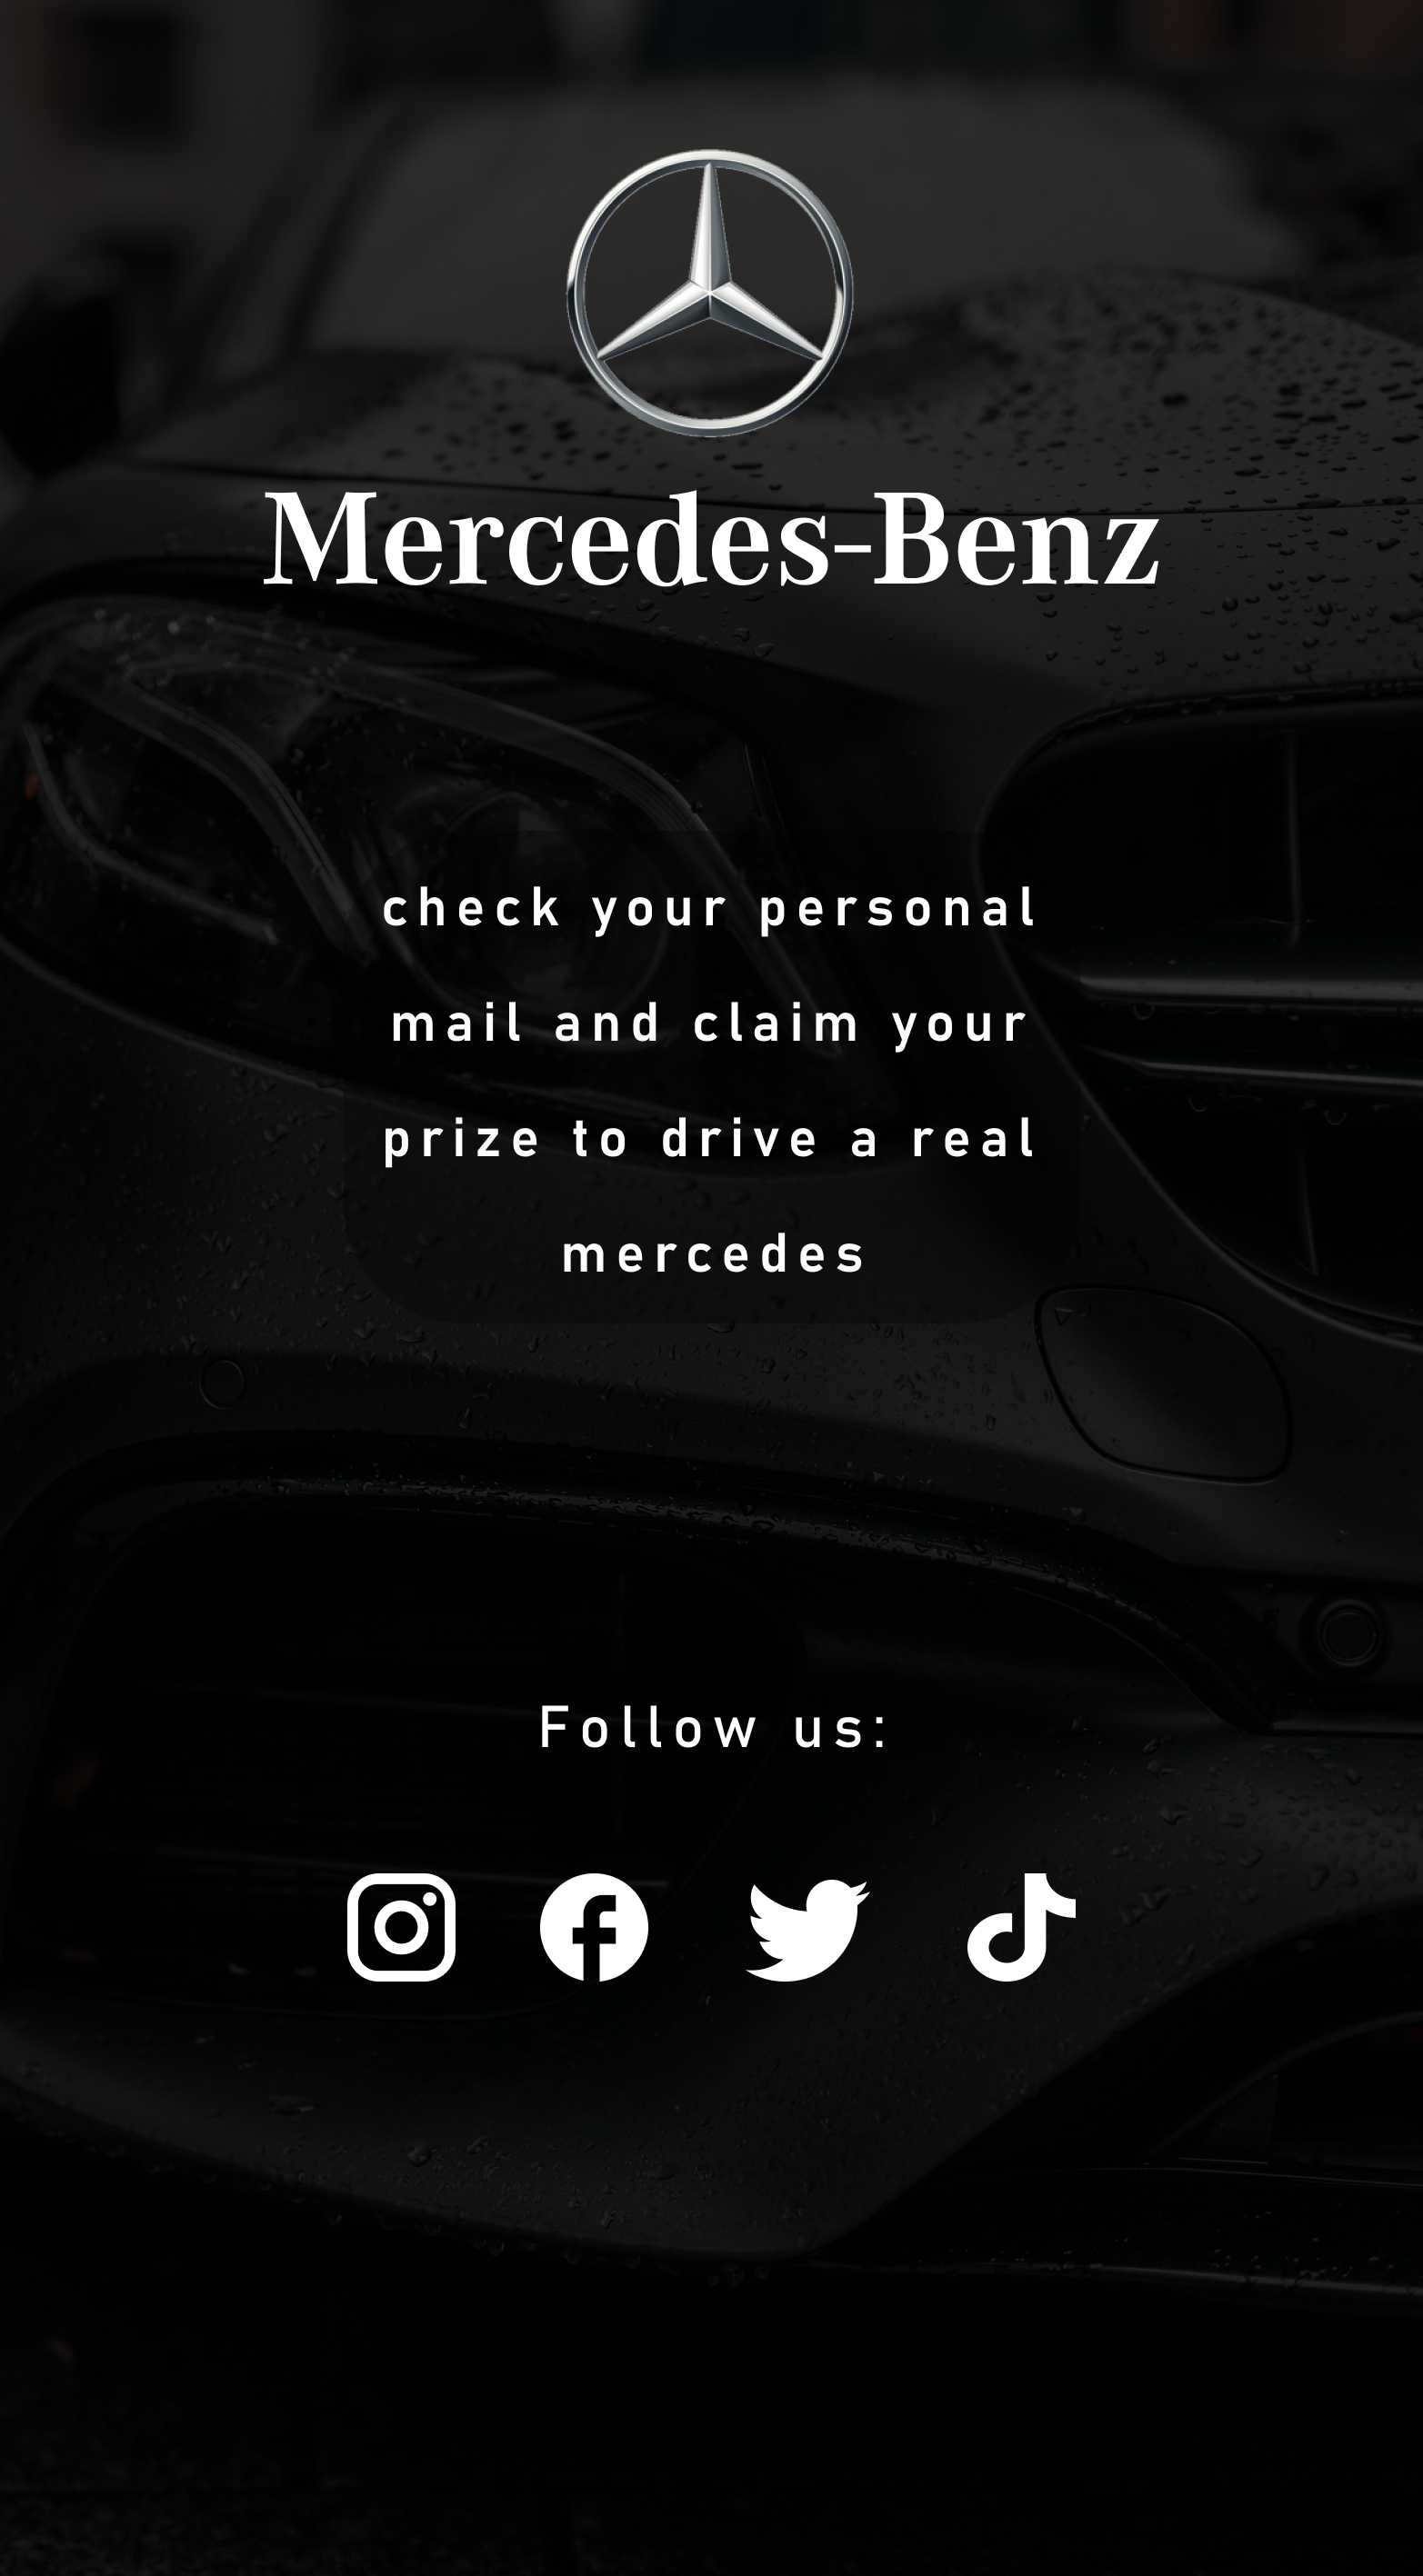 Mercedes-Benz
check your personal
mail and claim your
prize to drive a real
mercedes
Follow us: